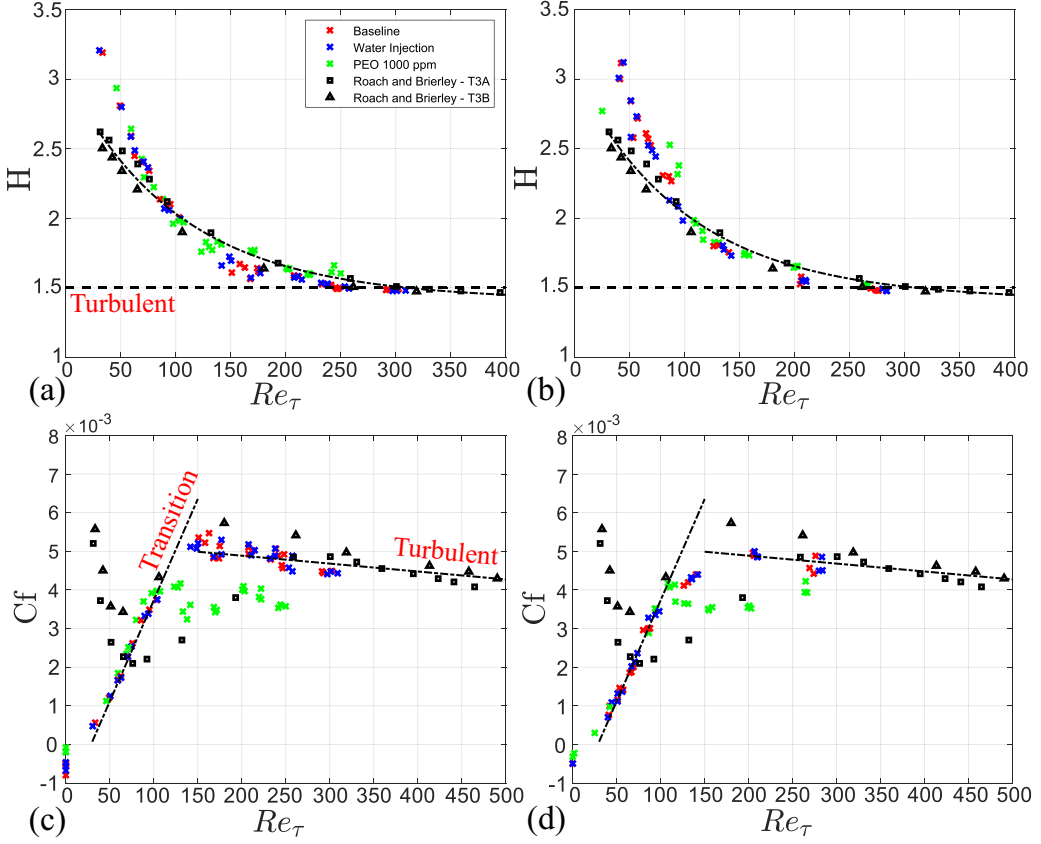 4
3.5
3
2.5
2
1.5
1
H
Baseline
Water Injection
PEO 1000 ppm
Roach and Brierley - T3A
Roach and Brierley - T3B
Turbulent
0 50 100 150 200 250 300 350 400
(a)
Reτ
3.5
3
2.5
2
1.5
1
H
0 50 100 150 200 250 300 350 400
(b)
Reτ
×10-3
8
7
6
5
4
3
2
1
0
-1
Cf
Transition
Turbulent
0 50 100 150 200 250 300 350 400 450 500
(c)
Reτ
×10-3
8
7
6
5
4
3
2
1
0
-1
Cf
0 50 100 150 200 250 300 350 400 450 500
(d)
Reτ